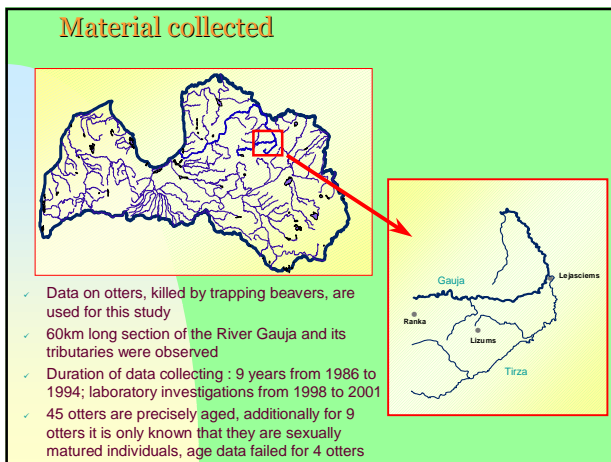 Material collected
Data on otters, killed by trapping beavers, are
used for this study
60km long section of the River Gauja and its
tributaries were observed
Duration of data collecting : 9 years from 1986 to
1994; laboratory investigations from 1998 to 2001
45 otters are precisely aged, additionally for 9
otters it is only known that they are sexually
matured individuals, age data failed for 4 otters
Lejasciems
Gauja
Ranka
Lizums
Tirza